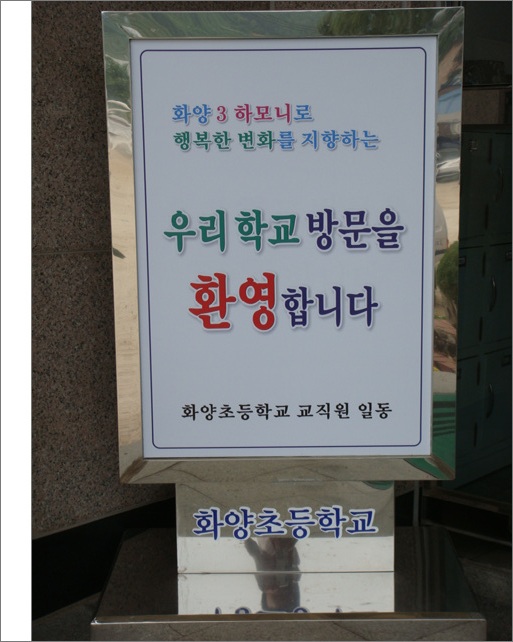 화양 3 하모니로
행복한 변화를 지향하는
우리 학교 방문을
환영합니다
화양초등학교 교직원 일동
화양초등학교